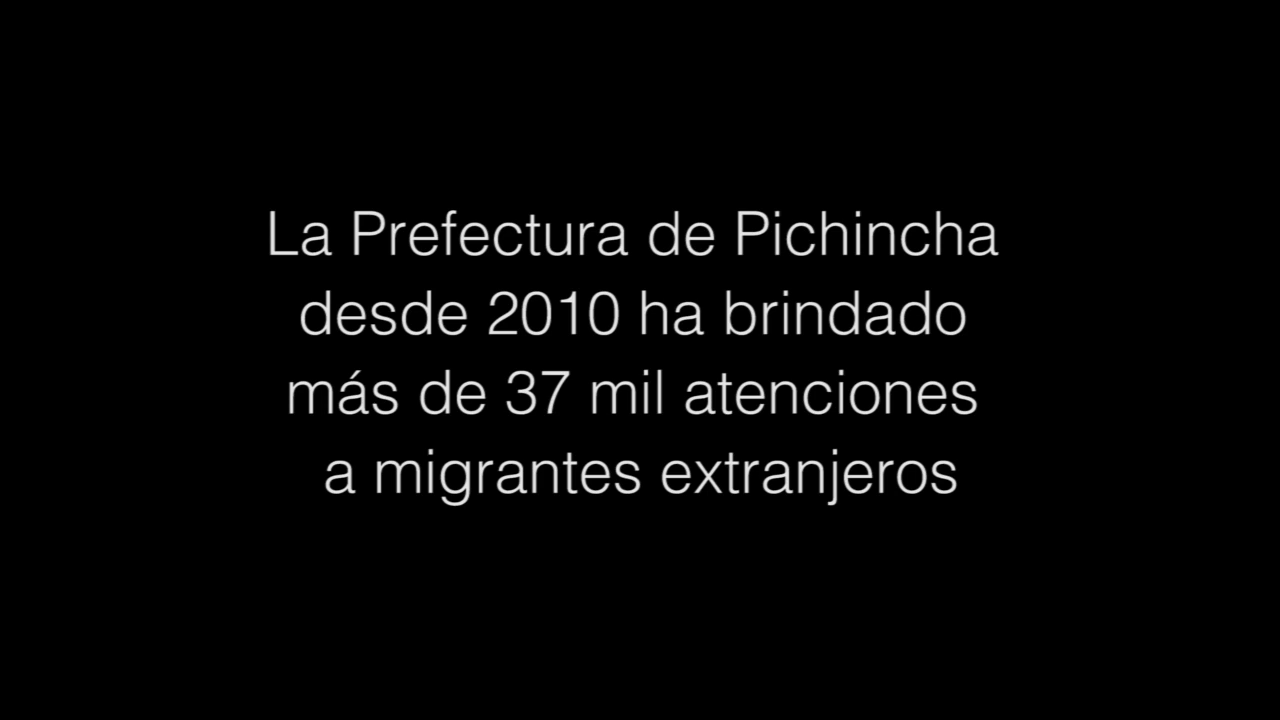 La Prefectura de Pichincha
desde 2010 ha brindado
más de 37 mil atenciones
a migrantes extranjeros